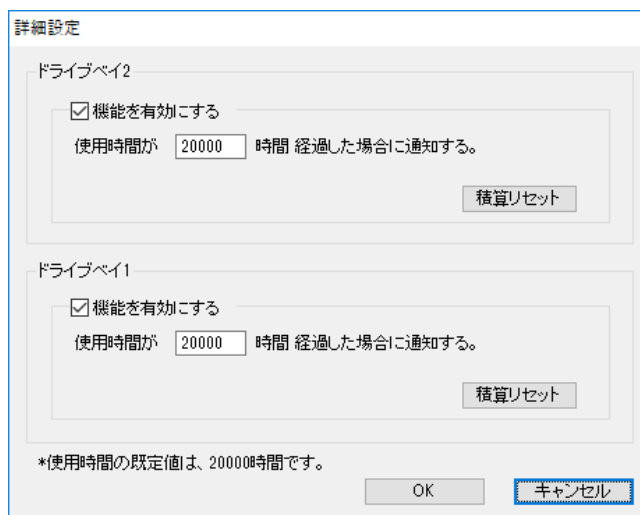 詳細設定
ドライブベイ2
機能を有効にする
使用時間が 20000 時間 経過した場合に通知する。
積算リセット
ドライブベイ1
機能を有効にする
使用時間が 20000 時間 経過した場合に通知する。
積算リセット
*使用時間の既定値は、20000時間です。
OK キャンセル